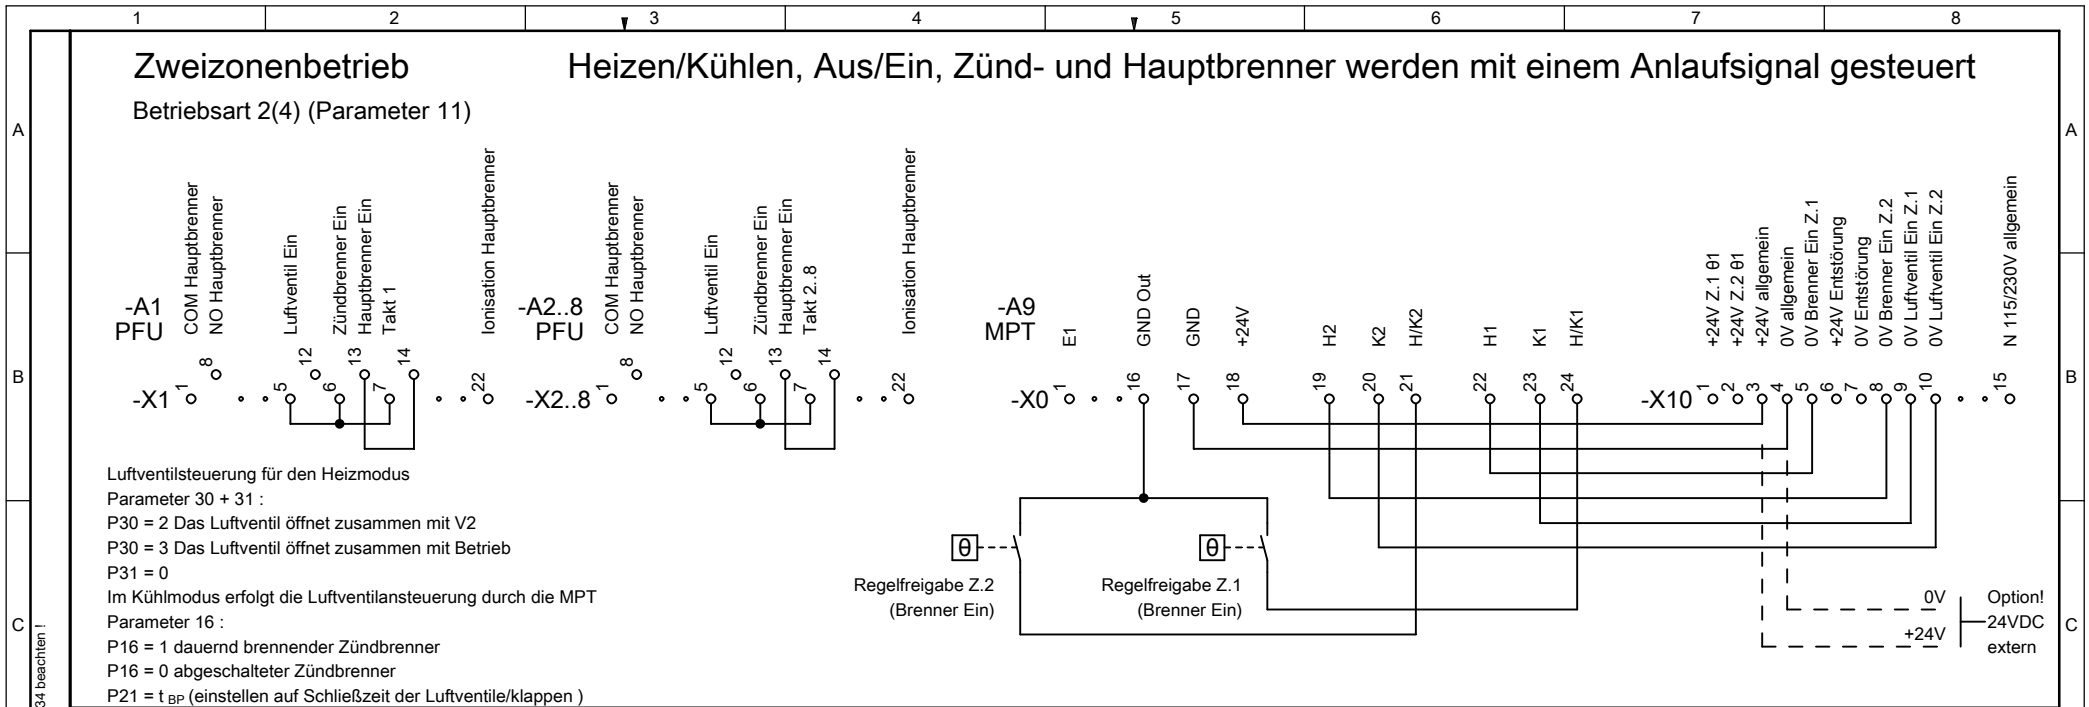 1 2 3 4 5 6 7 8
Zweizonenbetrieb
Heizen/Kühlen, Aus/Ein, Zünd- und Hauptbrenner werden mit einem Anlaufsignal gesteuert
Betriebsart 2(4) (Parameter 11)
A
A
-A1
PFU
COM Hauptbrenner
NO Hauptbrenner
Luftventil Ein
Zündbrenner Ein
Hauptbrenner Ein
Takt 1
Ionisation Hauptbrenner
-A2..8
PFU
COM Hauptbrenner
NO Hauptbrenner
Luftventil Ein
Zündbrenner Ein
Hauptbrenner Ein
Takt 2..8
Ionisation Hauptbrenner
-A9
MPT
E1
GND Out
GND
+24V
H2
K2
H/K2
H1
K1
H/K1
+24V Z.1 θ1
+24V Z.2 θ1
+24V allgemein
0V allgemein
0V Brenner Ein Z.1
+24V Entstörung
0V Entstörung
0V Brenner Ein Z.2
0V Luftventil Ein Z.1
0V Luftventil Ein Z.2
N 115/230V allgemein
B
B
-X1
1
8
5
12
6
13
7
14
22
-X2..8
1
8
5
12
6
13
7
14
22
-X0
1
16
17
18
19
20
21
22
23
24
-X10
1
2
3
4
5
6
7
8
9
10
15
Luftventilsteuerung für den Heizmodus
Parameter 30 + 31 :
P30 = 2 Das Luftventil öffnet zusammen mit V2
P30 = 3 Das Luftventil öffnet zusammen mit Betrieb
P31 = 0
Im Kühlmodus erfolgt die Luftventilansteuerung durch die MPT
Parameter 16 :
P16 = 1 dauernd brennender Zündbrenner
P16 = 0 abgeschalteter Zündbrenner
P21 = t BP (einstellen auf Schließzeit der Luftventile/klappen )
θ
Regelfreigabe Z.2
(Brenner Ein)
θ
Regelfreigabe Z.1
(Brenner Ein)
0V
+24V
Option!
24VDC
extern
C
C
34 beachten !